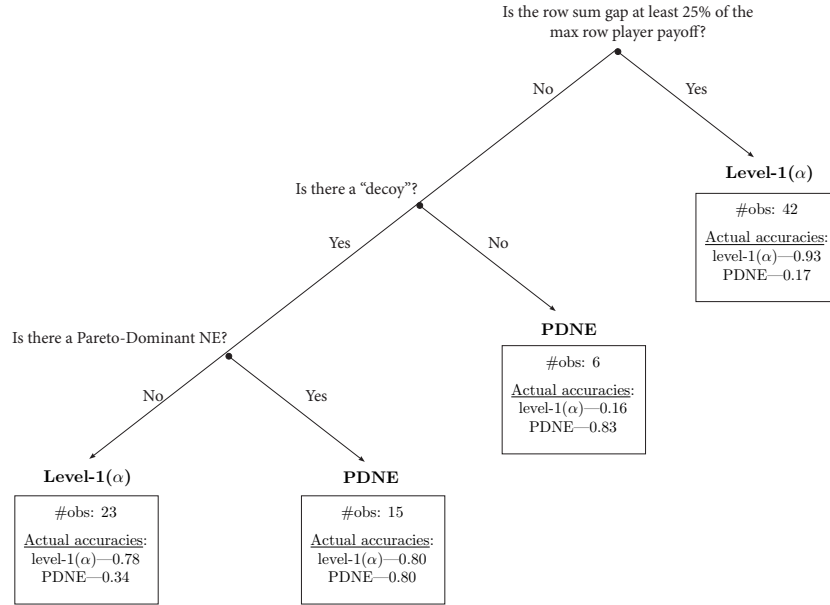 Is the row sum gap at least 25% of the
max row player payoff?
No
Yes
Level-1(α)
#obs: 42
Actual accuracies:
level-1(α)—0.93
PDNE—0.17
Is there a “decoy”?
Yes
No
PDNE
#obs: 6
Actual accuracies:
level-1(α)—0.16
PDNE—0.83
Is there a Pareto-Dominant NE?
No
Yes
Level-1(α)
#obs: 23
Actual accuracies:
level-1(α)—0.78
PDNE—0.34
PDNE
#obs: 15
Actual accuracies:
level-1(α)—0.80
PDNE—0.80